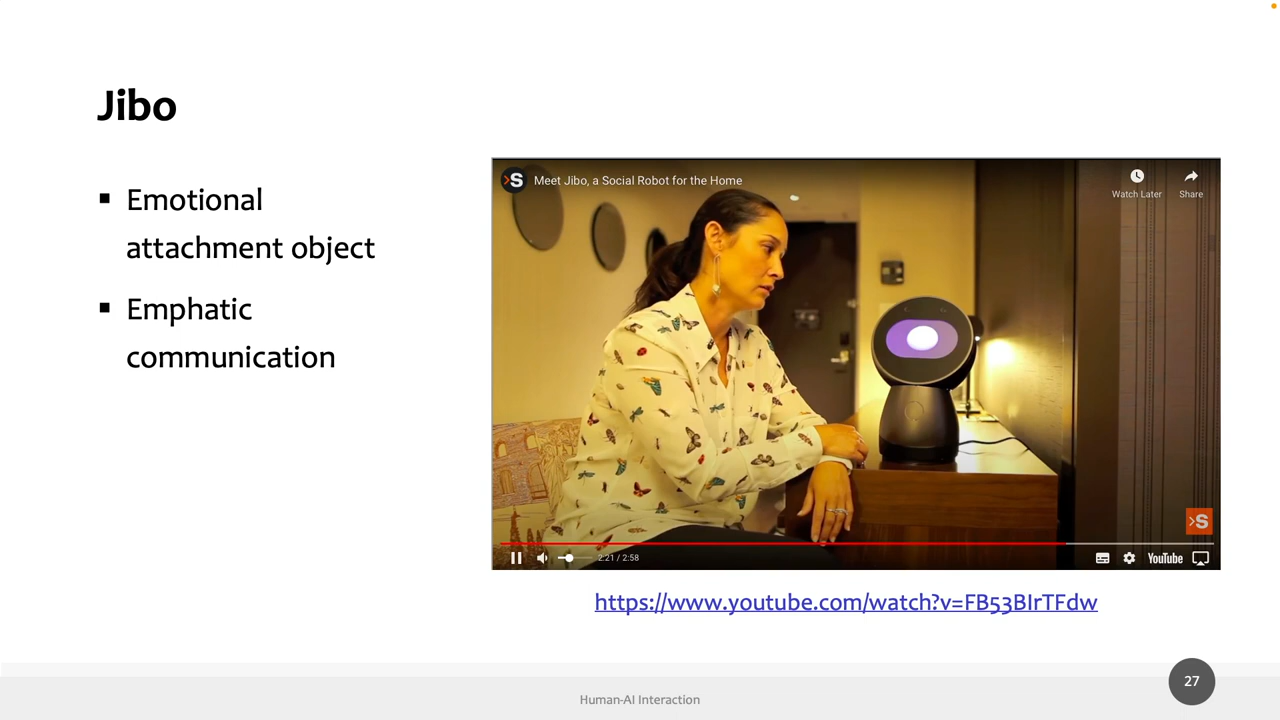 Jibo
▪ Emotional
attachment object
▪ Emphatic
communication
S Meet Jibo, a Social Robot for the Home
Watch Later Share
S
2:21 / 2:58 YouTube
https://www.youtube.com/watch?v=FB53BIrTFdw
27
Human-AI Interaction